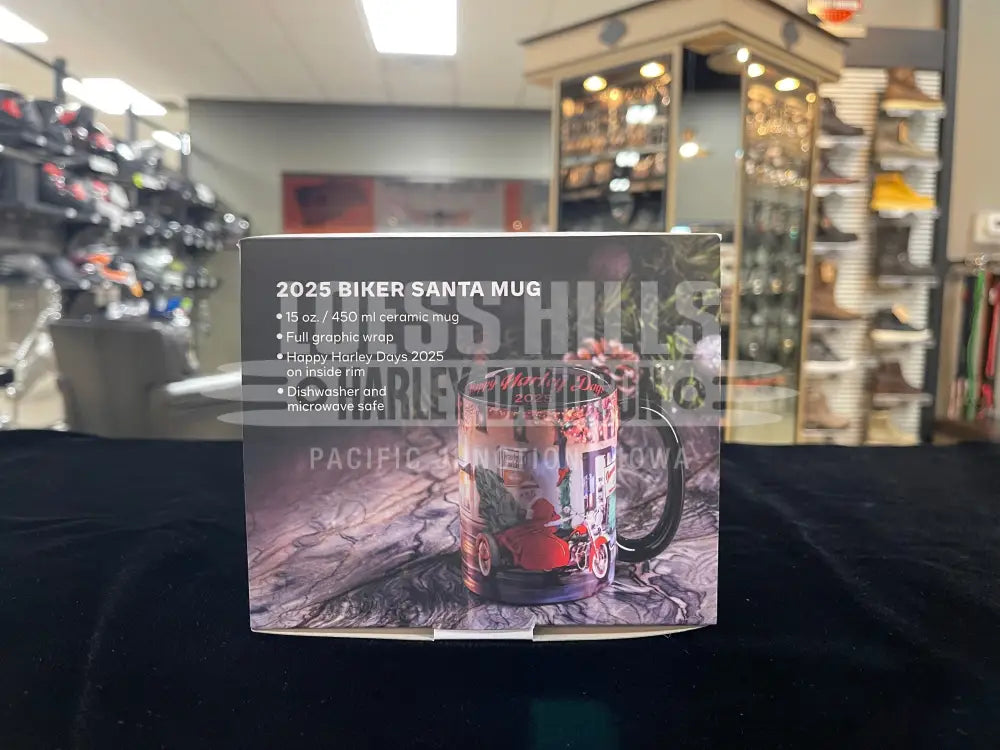 2025 BIKER SANTA MUG
• 15 oz. / 450 ml ceramic mug
• Full graphic wrap
• Happy Harley Days 2025
on inside rim
• Dishwasher and
microwave safe
Happy Harley Days
2025
LOESS HILLS
HARLEY-DAVIDSON
PACIFIC JUNCTION, IOWA